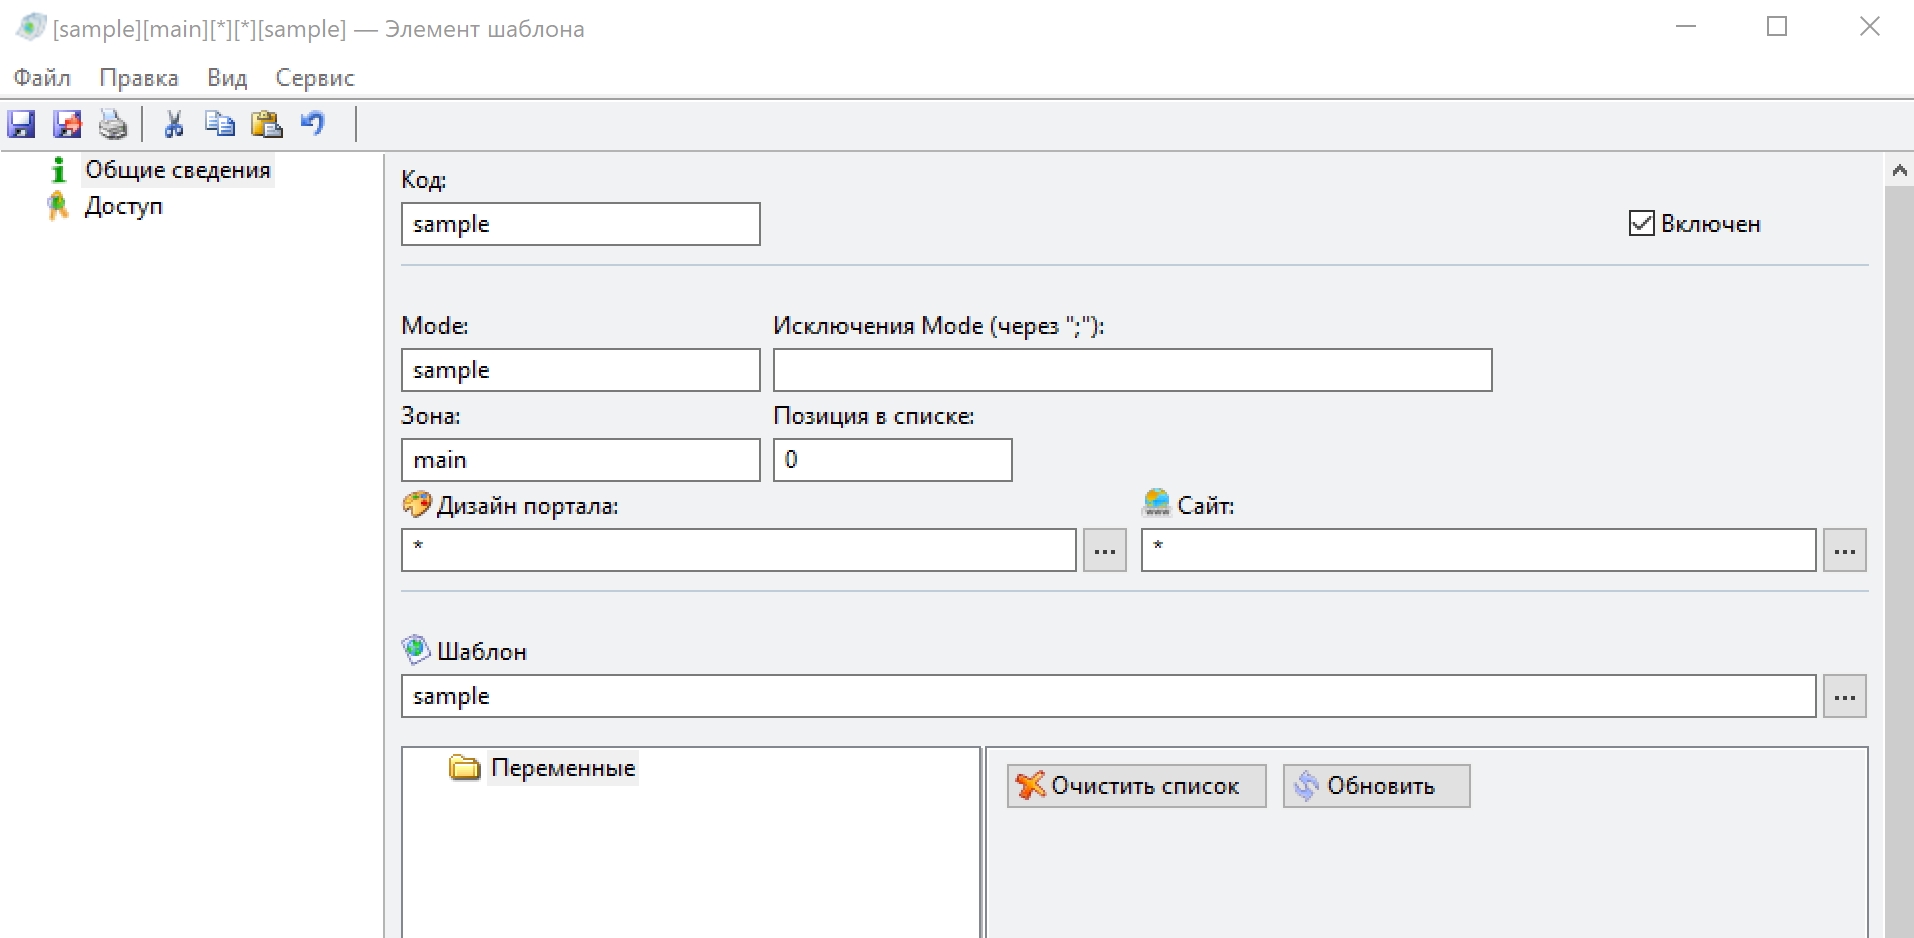 [sample][main][*][*][sample] — Элемент шаблона
Файл Правка Вид Сервис
Общие сведения
Доступ
Код:
sample
Включен
Mode: Исключения Mode (через ";"):
sample
Зона: Позиция в списке:
main 0
Дизайн портала: Сайт:
* ... * ...
Шаблон
sample ...
Переменные
Очистить список Обновить